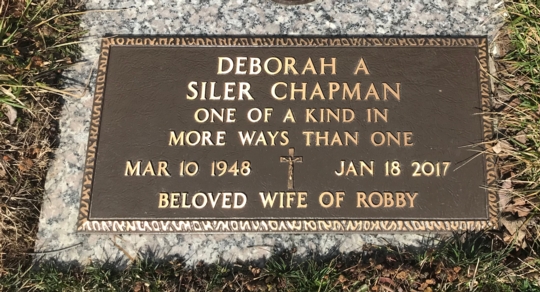 DEBORAH A
SILER CHAPMAN
ONE OF A KIND IN
MORE WAYS THAN ONE
MAR 10 1948 JAN 18 2017
BELOVED WIFE OF ROBBY